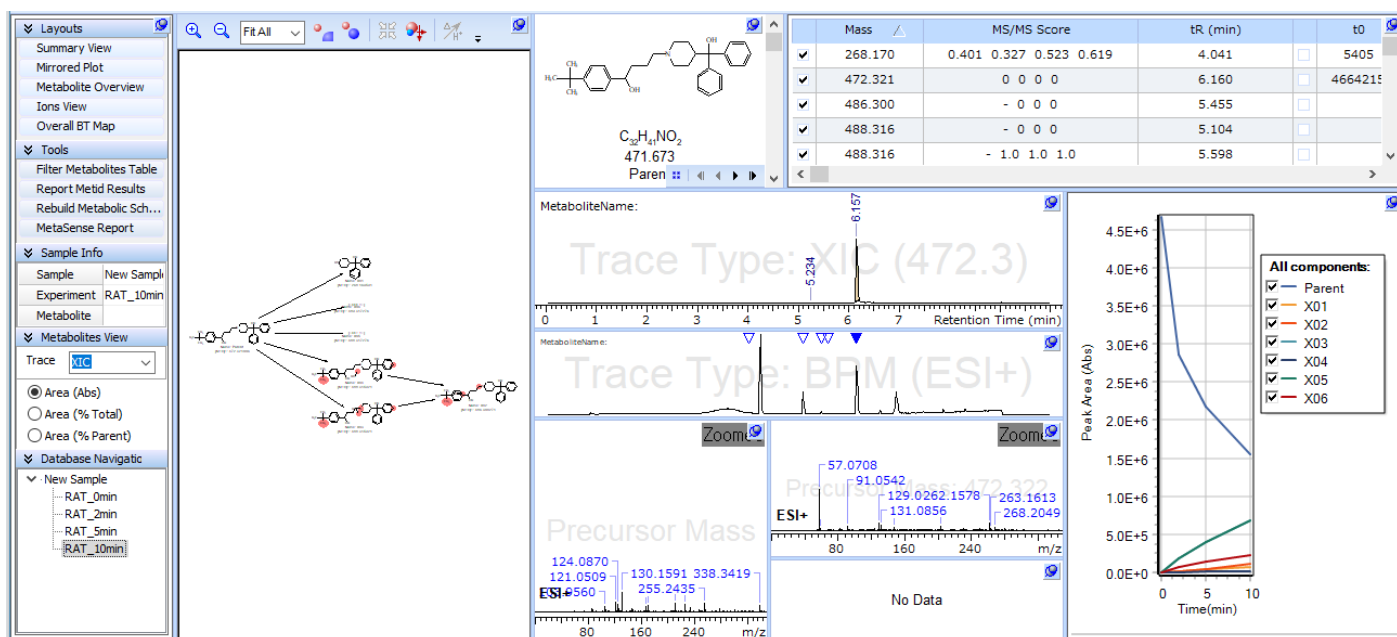 Layouts
Summary View
Mirrored Plot
Metabolite Overview
Ions View
Overall BT Map
Tools
Filter Metabolites Table
Report Metid Results
Rebuild Metabolic Sch...
MetaSense Report
Sample Info
Sample New Sample
Experiment RAT_10min
Metabolite
Metabolites View
Trace XIC
Area (Abs)
Area (% Total)
Area (% Parent)
Database Navigatic
New Sample
RAT_0min
RAT_2min
RAT_5min
RAT_10min
Fit All
CH₃
H₃C
CH₃
OH
N
OH
C₃₂H₄₁NO₂
471.673
Paren
Mass MS/MS Score tR (min) t0
268.170 0.401 0.327 0.523 0.619 4.041 5405
472.321 0 0 0 0 6.160 4664215
486.300 - 0 0 0 5.455
488.316 - 0 0 0 5.104
488.316 - 1.0 1.0 1.0 5.598
MetaboliteName:
Trace Type: XIC (472.3)
5.234
6.157
0 1 2 3 4 5 6 7 Retention Time (min)
MetaboliteName:
Trace Type: BPM (ESI+)
Zoomed
Precursor Mass
124.0870
121.0509 130.1591 338.3419
.0560 255.2435
ESI+
80 160 240 m/z
Zoomed
57.0708
91.0542
Precursor Mass: 472.322
129.0262.1578 263.1613
131.0856 268.2049
ESI+
80 160 240 m/z
No Data
Peak Area (Abs)
4.5E+6
4.0E+6
3.5E+6
3.0E+6
2.5E+6
2.0E+6
1.5E+6
1.0E+6
5.0E+5
0.0E+0
0 5 10
Time(min)
All components:
Parent
X01
X02
X03
X04
X05
X06